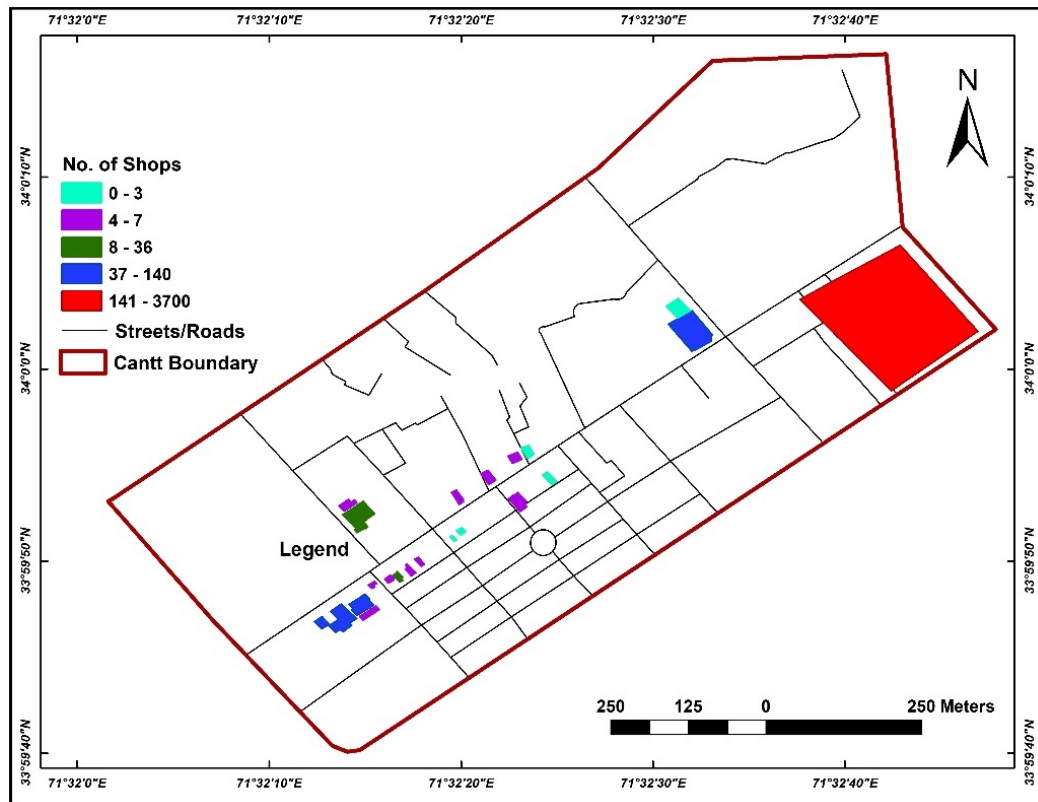 71°32'0"E 71°32'10"E 71°32'20"E 71°32'30"E 71°32'40"E
N
34°0'10"N 34°0'10"N
No. of Shops
0 - 3
4 - 7
8 - 36
37 - 140
141 - 3700
Streets/Roads
Cantt Boundary
34°0'0"N 34°0'0"N
Legend
33°59'50"N 33°59'50"N
250 125 0 250 Meters
33°59'40"N 33°59'40"N
71°32'0"E 71°32'10"E 71°32'20"E 71°32'30"E 71°32'40"E